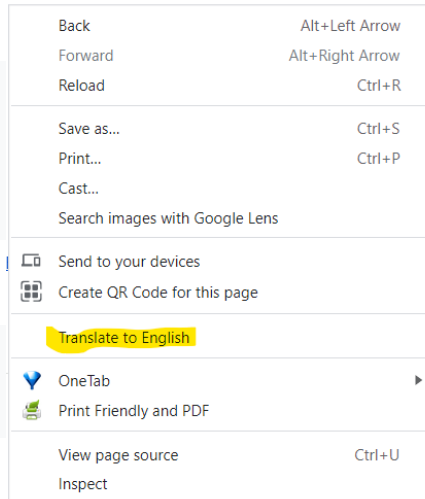 Back Alt+Left Arrow
Forward Alt+Right Arrow
Reload Ctrl+R
Save as... Ctrl+S
Print... Ctrl+P
Cast...
Search images with Google Lens
Send to your devices
Create QR Code for this page
Translate to English
OneTab
Print Friendly and PDF
View page source Ctrl+U
Inspect